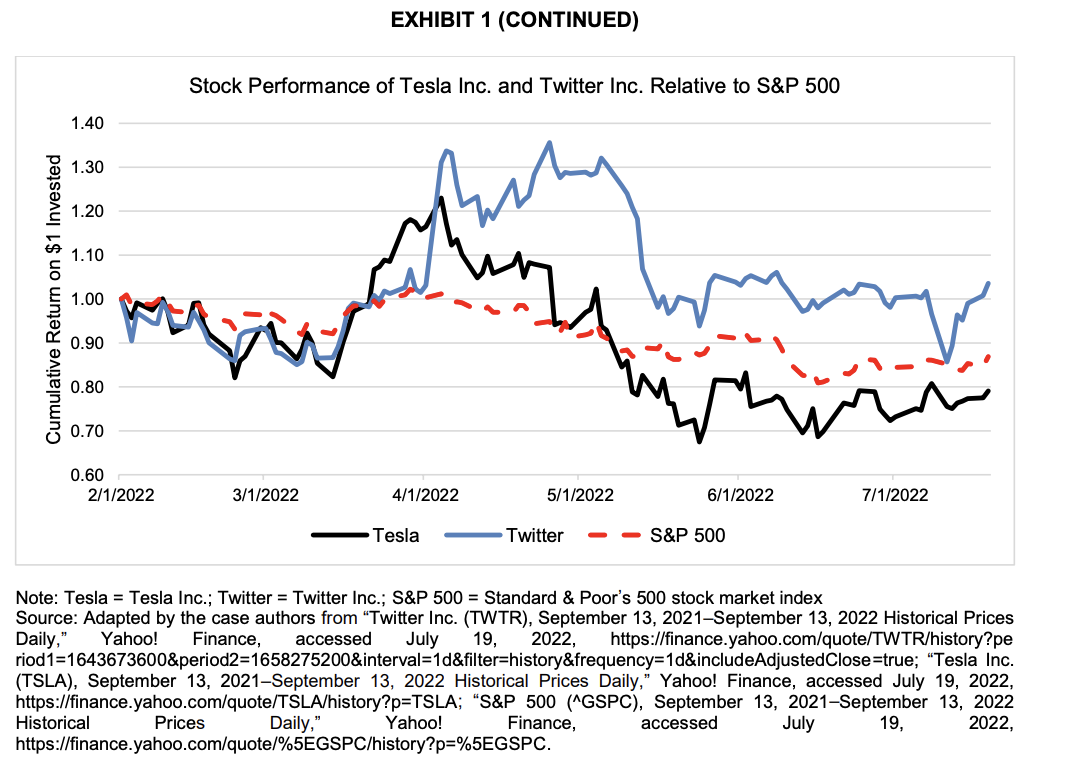 EXHIBIT 1 (CONTINUED)
Stock Performance of Tesla Inc. and Twitter Inc. Relative to S&P 500
Cumulative Return on $1 Invested
1.40
1.30
1.20
1.10
1.00
0.90
0.80
0.70
0.60
2/1/2022 3/1/2022 4/1/2022 5/1/2022 6/1/2022 7/1/2022
Tesla Twitter S&P 500
Note: Tesla = Tesla Inc.; Twitter = Twitter Inc.; S&P 500 = Standard & Poor’s 500 stock market index
Source: Adapted by the case authors from “Twitter Inc. (TWTR), September 13, 2021–September 13, 2022 Historical Prices
Daily,” Yahoo! Finance, accessed July 19, 2022, https://finance.yahoo.com/quote/TWTR/history?pe
riod1=1643673600&period2=1658275200&interval=1d&filter=history&frequency=1d&includeAdjustedClose=true; “Tesla Inc.
(TSLA), September 13, 2021–September 13, 2022 Historical Prices Daily,” Yahoo! Finance, accessed July 19, 2022,
https://finance.yahoo.com/quote/TSLA/history?p=TSLA; “S&P 500 (^GSPC), September 13, 2021–September 13, 2022
Historical Prices Daily,” Yahoo! Finance, accessed July 19, 2022,
https://finance.yahoo.com/quote/%5EGSPC/history?p=%5EGSPC.